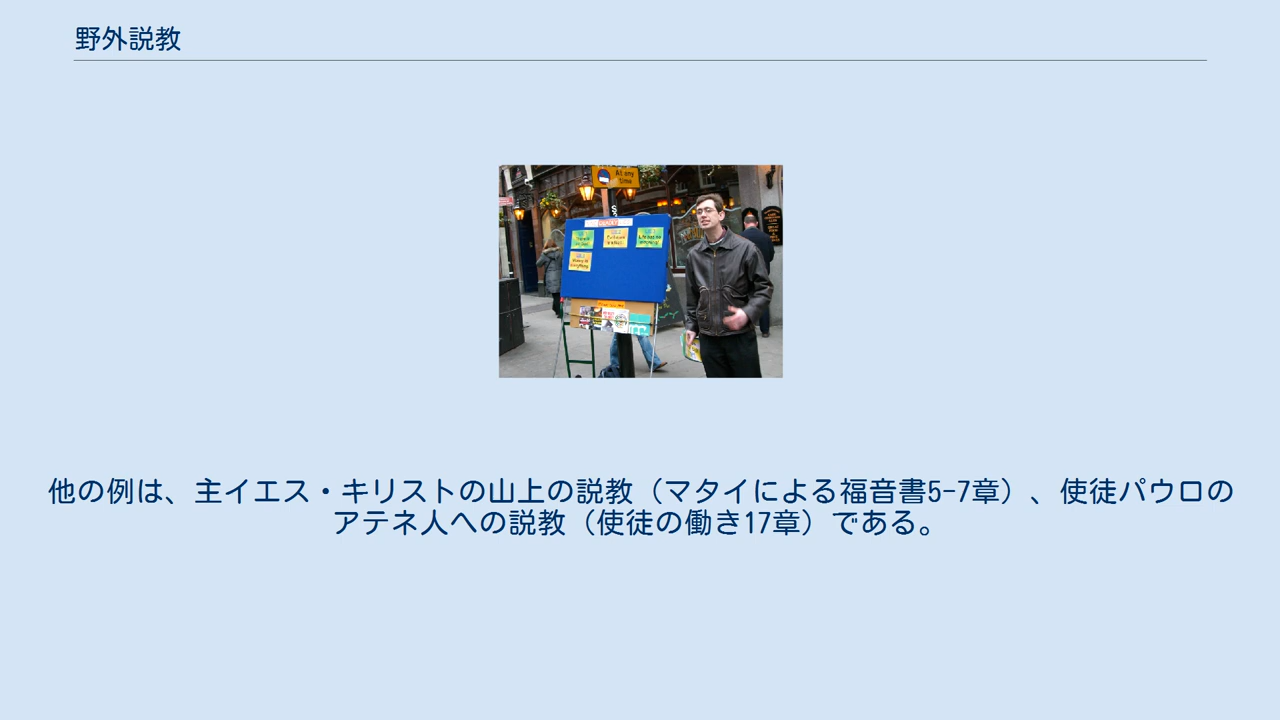 野外説教
At any
time
他の例は、主イエス・キリストの山上の説教（マタイによる福音書5-7章）、使徒パウロの
アテネ人への説教（使徒の働き17章）である。